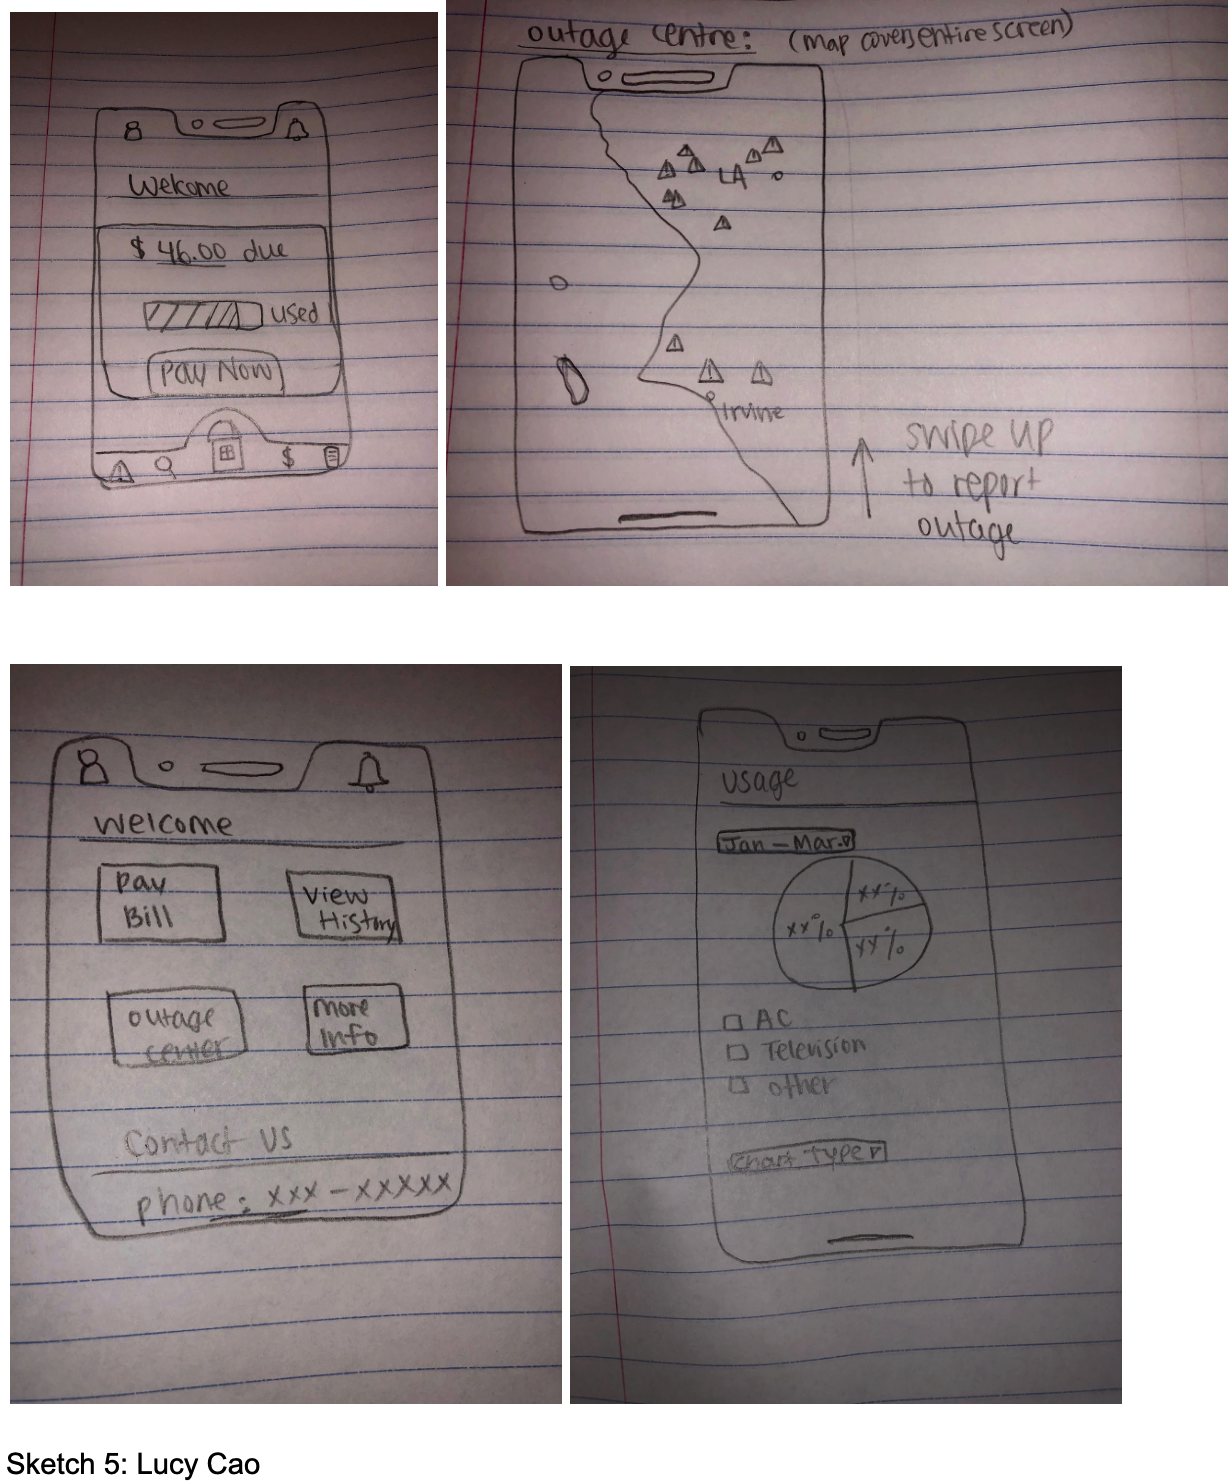 Welcome
$ 46.00 due
used
Pay Now
$
outage centre: (map covers entire screen)
LA
Irvine
swipe up
to report
outage
Welcome
Pay
Bill
View
History
outage
center
More
Info
Contact us
phone: xxx-xxxxx
Usage
Jan - Mar.
xx%
xx%
xx%
AC
Television
other
Chart Type
Sketch 5: Lucy Cao